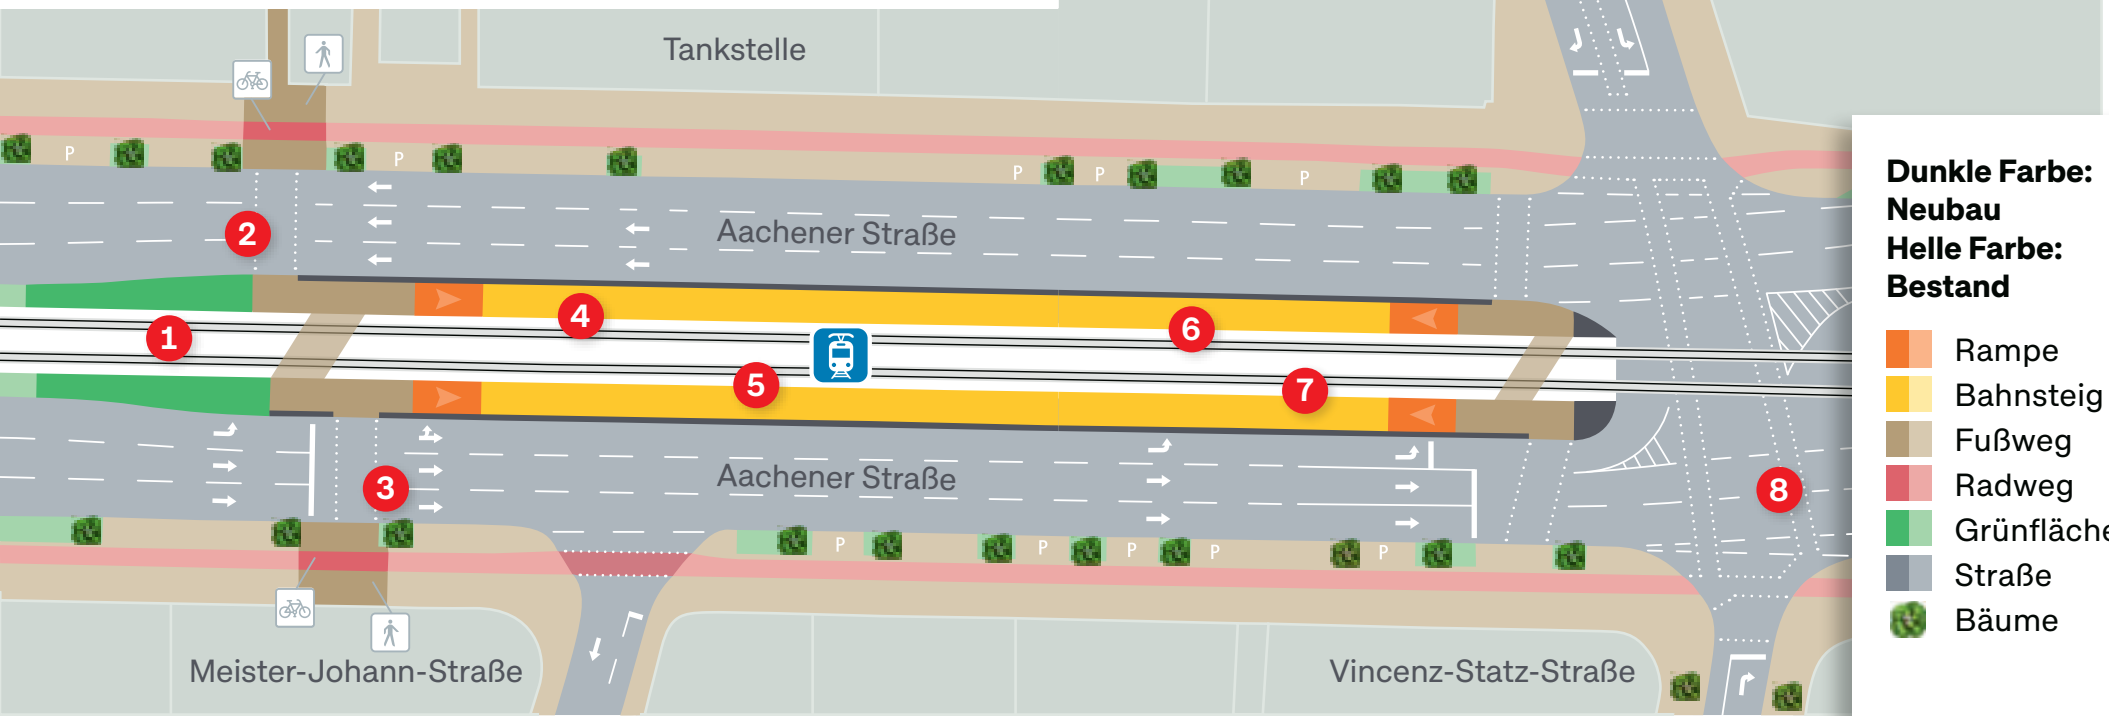 Tankstelle
P
P
P
P
P
2
Aachener Straße
1
4
6
5
7
3
Aachener Straße
8
P
P
P
P
P
Meister-Johann-Straße
Vincenz-Statz-Straße
Dunkle Farbe:
Neubau
Helle Farbe:
Bestand
Rampe
Bahnsteig
Fußweg
Radweg
Grünfläche
Straße
Bäume